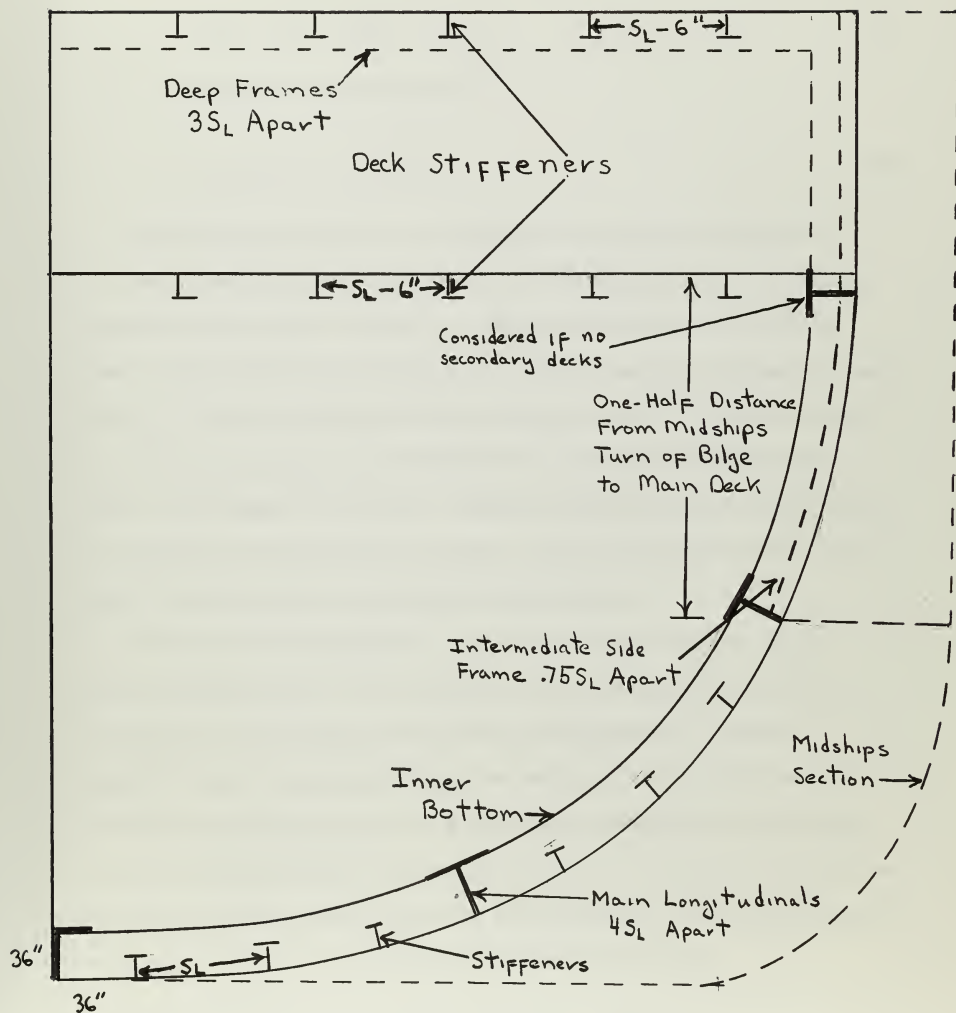 S_L - 6"
Deep Frames
3S_L Apart
Deck Stiffeners
S_L - 6"
Considered if no
secondary decks
One-Half Distance
From Midships
Turn of Bilge
to Main Deck
Intermediate Side
Frame .75S_L Apart
Midships
Section
Inner
Bottom
Main Longitudinals
4S_L Apart
36"
S_L
Stiffeners
36"